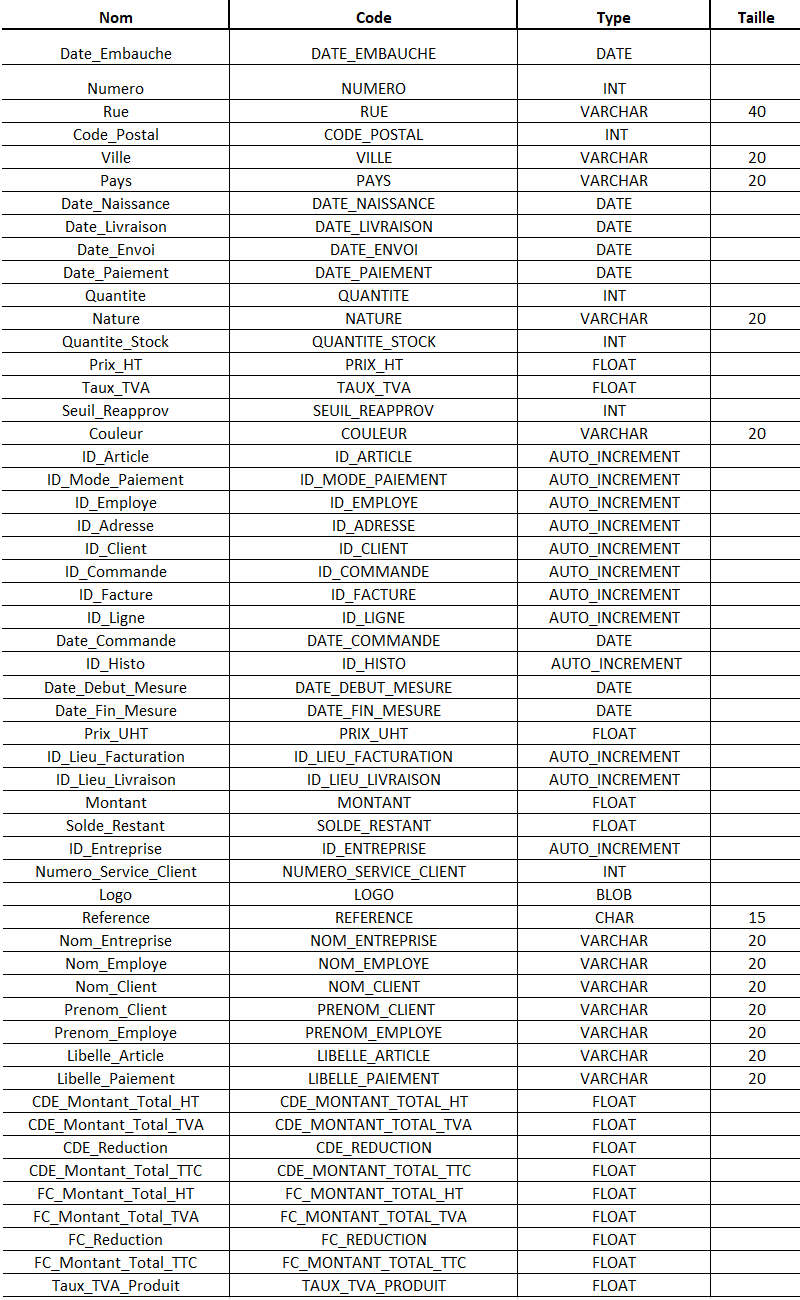 Nom Code Type Taille
Date_Embauche DATE_EMBAUCHE DATE
Numero NUMERO INT
Rue RUE VARCHAR 40
Code_Postal CODE_POSTAL INT
Ville VILLE VARCHAR 20
Pays PAYS VARCHAR 20
Date_Naissance DATE_NAISSANCE DATE
Date_Livraison DATE_LIVRAISON DATE
Date_Envoi DATE_ENVOI DATE
Date_Paiement DATE_PAIEMENT DATE
Quantite QUANTITE INT
Nature NATURE VARCHAR 20
Quantite_Stock QUANTITE_STOCK INT
Prix_HT PRIX_HT FLOAT
Taux_TVA TAUX_TVA FLOAT
Seuil_Reapprov SEUIL_REAPPROV INT
Couleur COULEUR VARCHAR 20
ID_Article ID_ARTICLE AUTO_INCREMENT
ID_Mode_Paiement ID_MODE_PAIEMENT AUTO_INCREMENT
ID_Employe ID_EMPLOYE AUTO_INCREMENT
ID_Adresse ID_ADRESSE AUTO_INCREMENT
ID_Client ID_CLIENT AUTO_INCREMENT
ID_Commande ID_COMMANDE AUTO_INCREMENT
ID_Facture ID_FACTURE AUTO_INCREMENT
ID_Ligne ID_LIGNE AUTO_INCREMENT
Date_Commande DATE_COMMANDE DATE
ID_Histo ID_HISTO AUTO_INCREMENT
Date_Debut_Mesure DATE_DEBUT_MESURE DATE
Date_Fin_Mesure DATE_FIN_MESURE DATE
Prix_UHT PRIX_UHT FLOAT
ID_Lieu_Facturation ID_LIEU_FACTURATION AUTO_INCREMENT
ID_Lieu_Livraison ID_LIEU_LIVRAISON AUTO_INCREMENT
Montant MONTANT FLOAT
Solde_Restant SOLDE_RESTANT FLOAT
ID_Entreprise ID_ENTREPRISE AUTO_INCREMENT
Numero_Service_Client NUMERO_SERVICE_CLIENT INT
Logo LOGO BLOB
Reference REFERENCE CHAR 15
Nom_Entreprise NOM_ENTREPRISE VARCHAR 20
Nom_Employe NOM_EMPLOYE VARCHAR 20
Nom_Client NOM_CLIENT VARCHAR 20
Prenom_Client PRENOM_CLIENT VARCHAR 20
Prenom_Employe PRENOM_EMPLOYE VARCHAR 20
Libelle_Article LIBELLE_ARTICLE VARCHAR 20
Libelle_Paiement LIBELLE_PAIEMENT VARCHAR 20
CDE_Montant_Total_HT CDE_MONTANT_TOTAL_HT FLOAT
CDE_Montant_Total_TVA CDE_MONTANT_TOTAL_TVA FLOAT
CDE_Reduction CDE_REDUCTION FLOAT
CDE_Montant_Total_TTC CDE_MONTANT_TOTAL_TTC FLOAT
FC_Montant_Total_HT FC_MONTANT_TOTAL_HT FLOAT
FC_Montant_Total_TVA FC_MONTANT_TOTAL_TVA FLOAT
FC_Reduction FC_REDUCTION FLOAT
FC_Montant_Total_TTC FC_MONTANT_TOTAL_TTC FLOAT
Taux_TVA_Produit TAUX_TVA_PRODUIT FLOAT